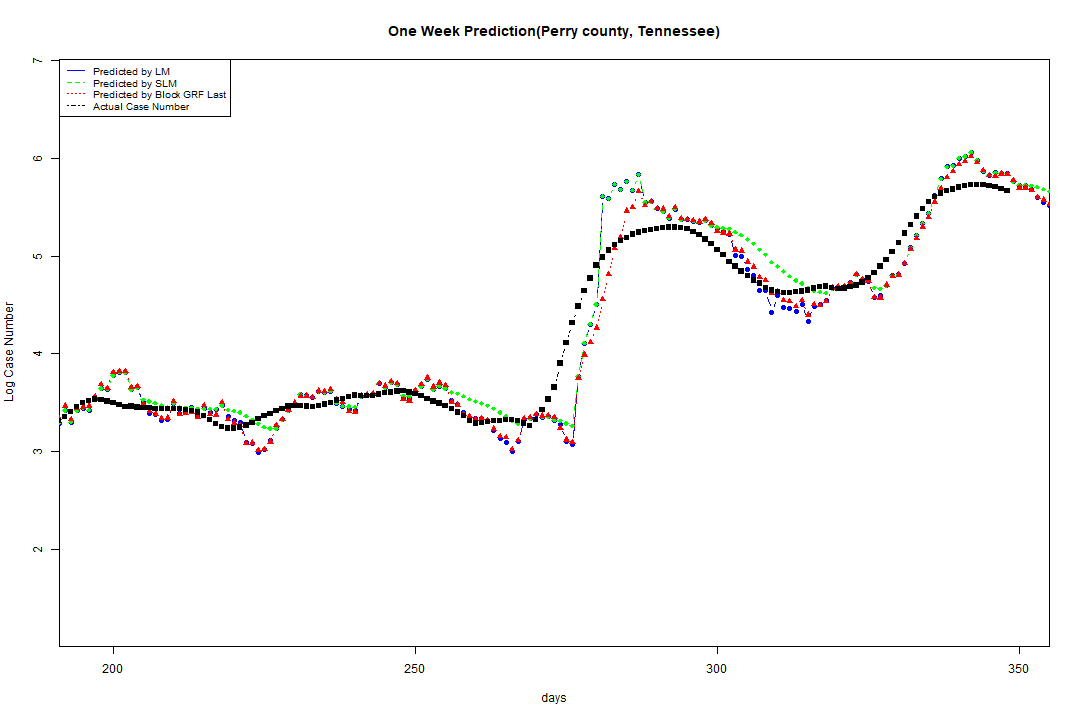 One Week Prediction(Perry county, Tennessee)
Predicted by LM
Predicted by SLM
Predicted by Block GRF Last
Actual Case Number
7
6
5
4
3
2
Log Case Number
200 250 300 350
days